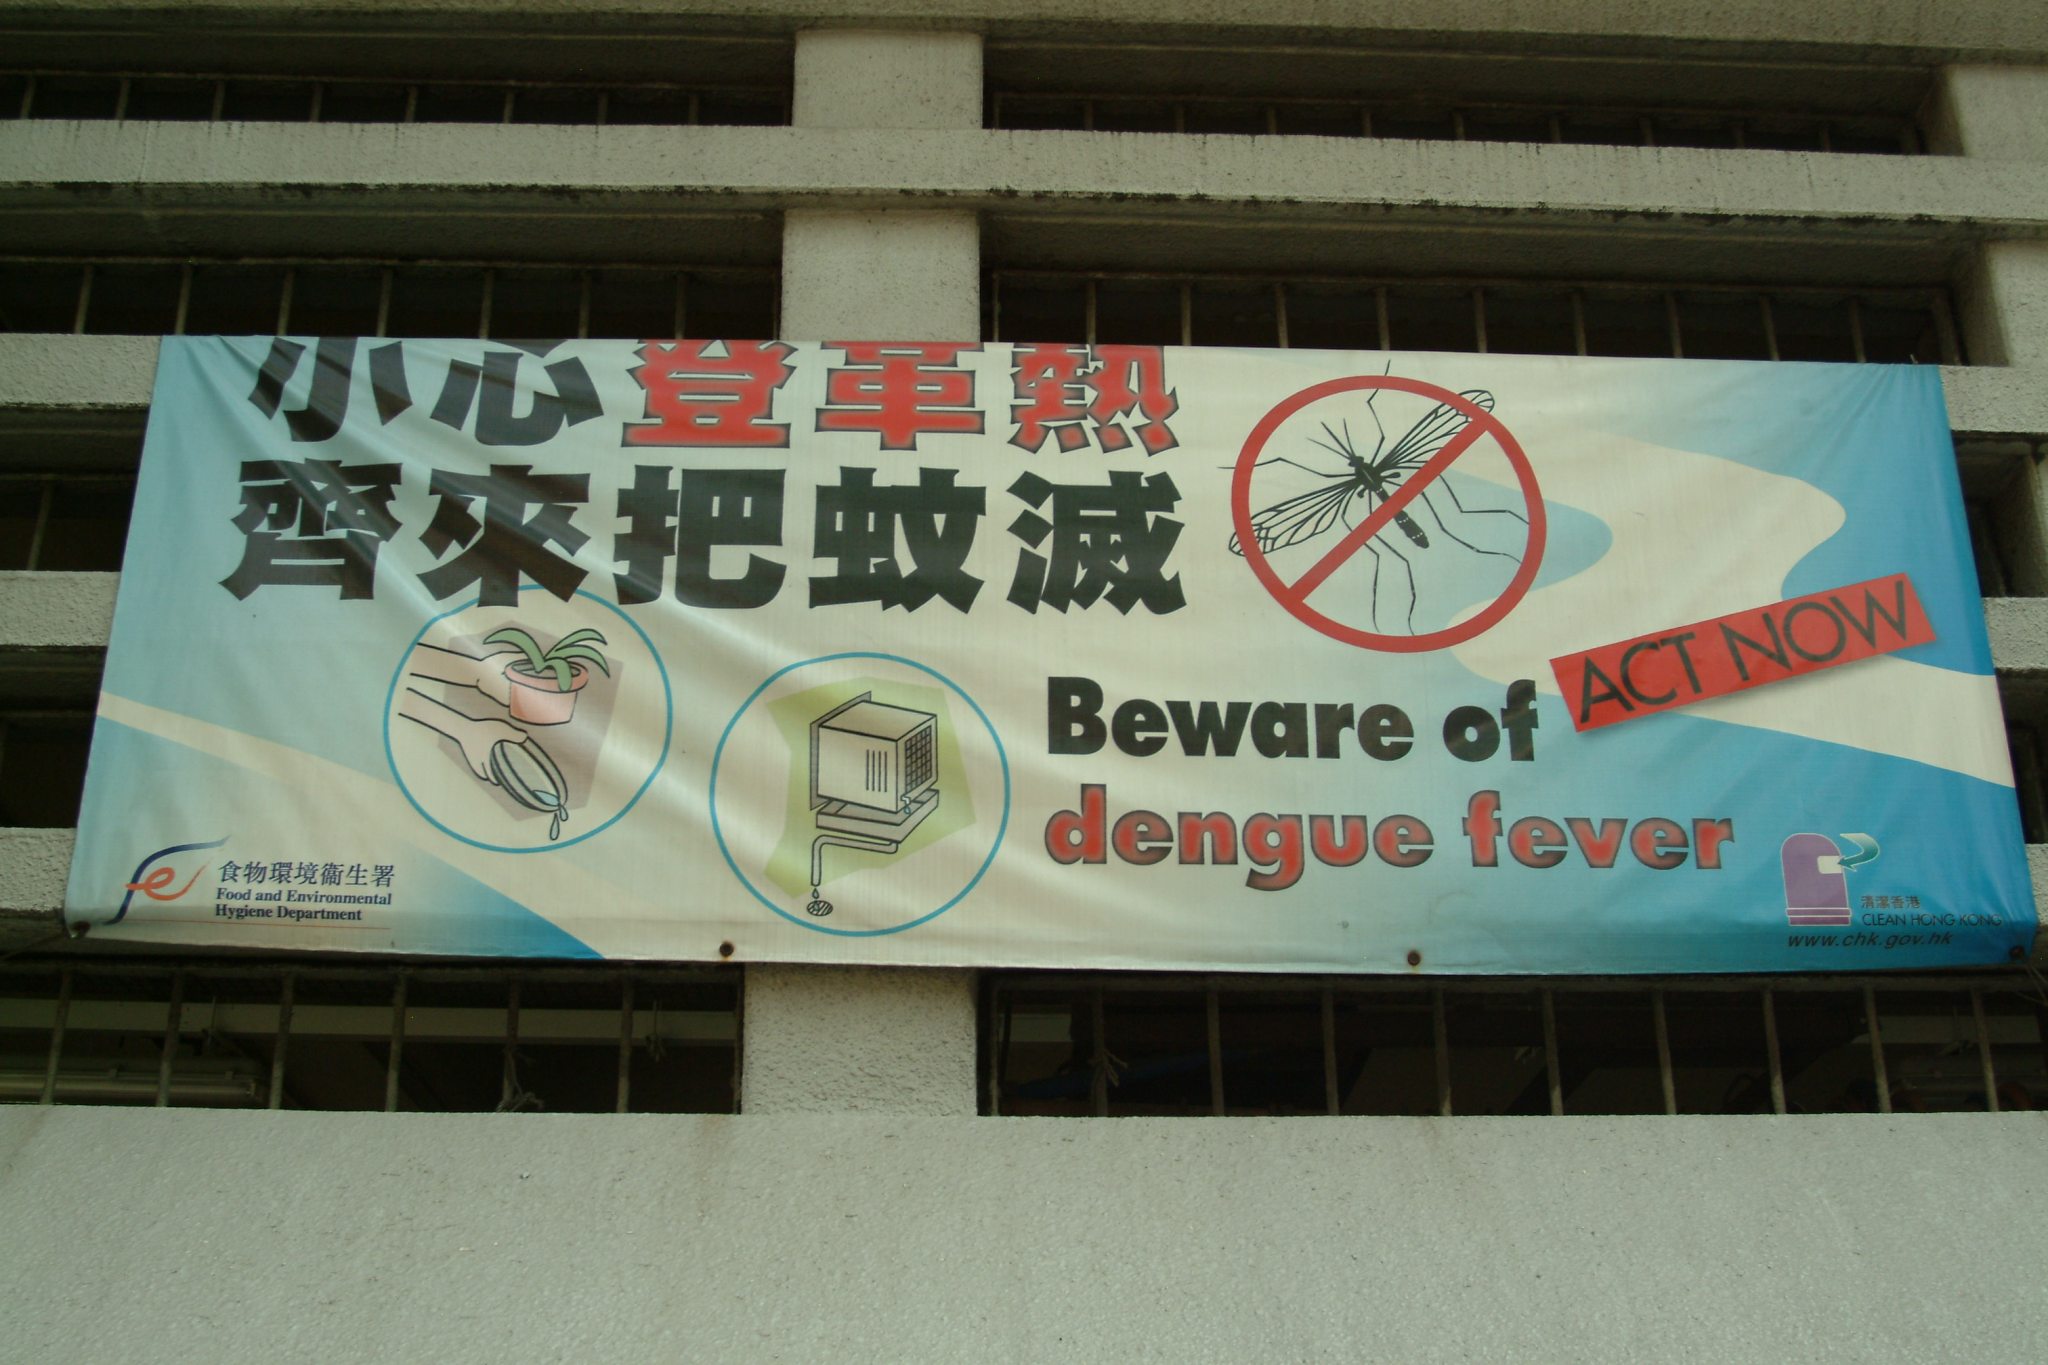 小心登革熱
齊來把蚊滅
ACT NOW
Beware of
dengue fever
食物環境衞生署
Food and Environmental
Hygiene Department
清潔香港
CLEAN HONG KONG
www.chk.gov.hk